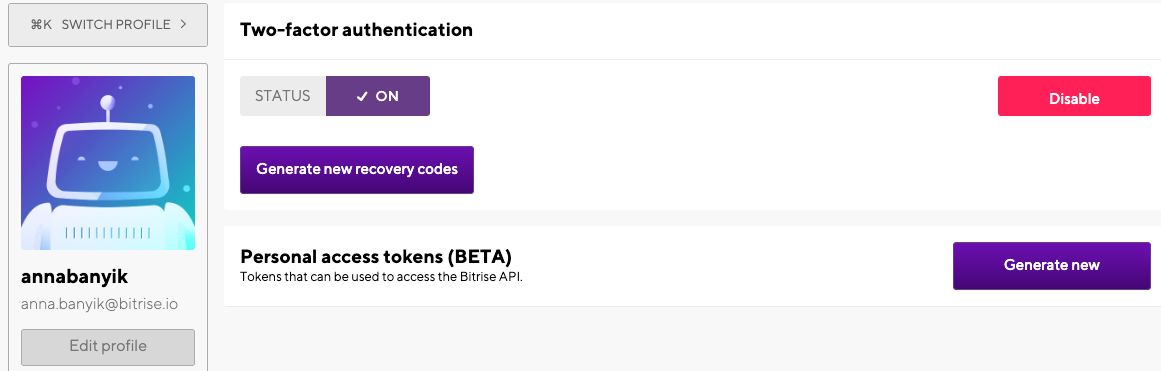 ⌘K SWITCH PROFILE >
annabanyik
anna.banyik@bitrise.io
Edit profile
Two-factor authentication
STATUS ✓ ON
Disable
Generate new recovery codes
Personal access tokens (BETA)
Tokens that can be used to access the Bitrise API.
Generate new